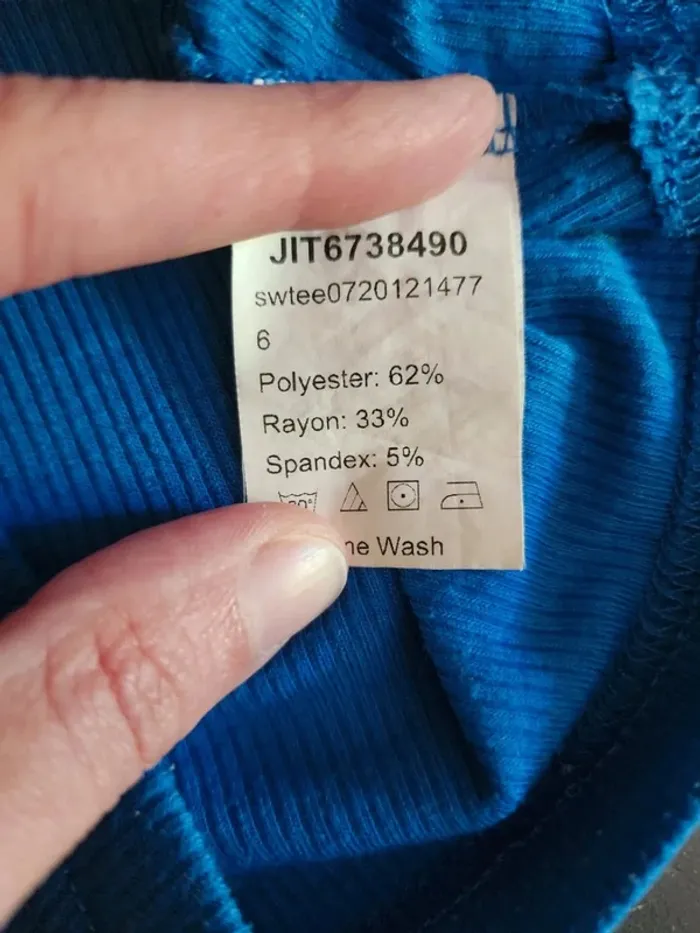 JIT6738490
swtee0720121477
6
Polyester: 62%
Rayon: 33%
Spandex: 5%
Wash